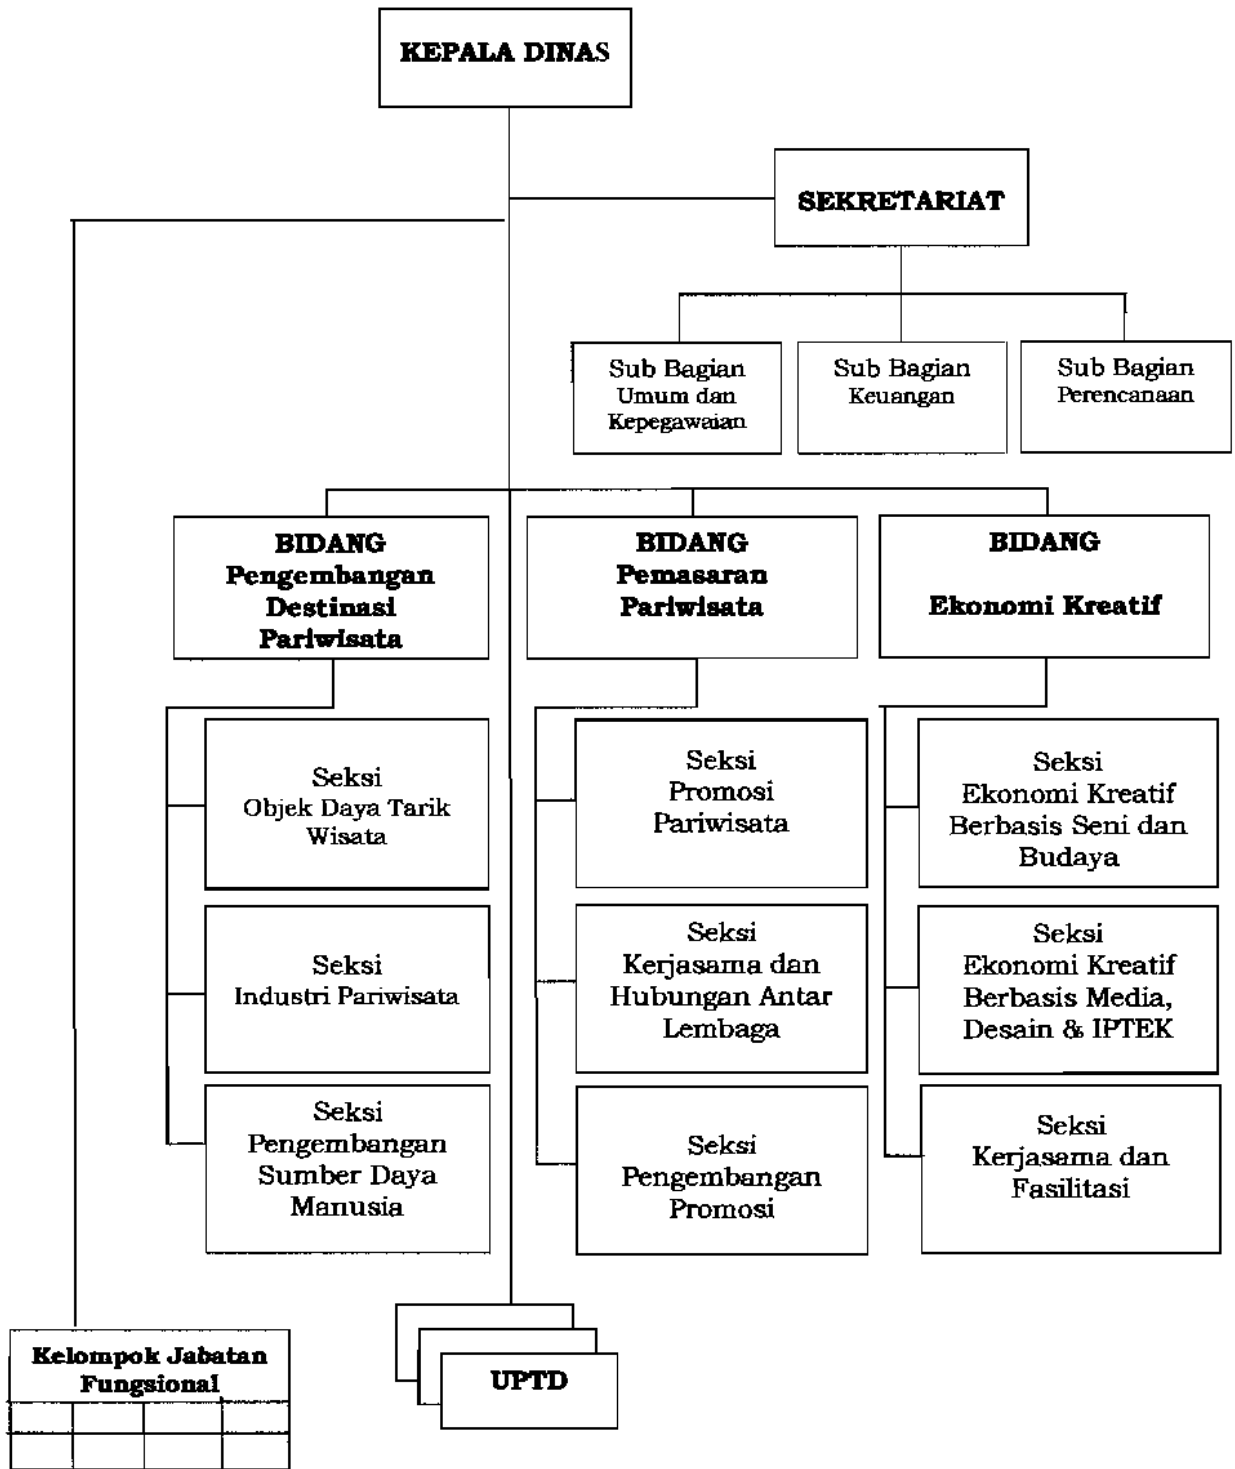 KEPALA DINAS
SEKRETARIAT
Sub Bagian
Umum dan
Kepegawaian
Sub Bagian
Keuangan
Sub Bagian
Perencanaan
BIDANG
Pengembangan
Destinasi
Pariwisata
BIDANG
Pemasaran
Pariwisata
BIDANG
Ekonomi Kreatif
Seksi
Objek Daya Tarik
Wisata
Seksi
Industri Pariwisata
Seksi
Pengembangan
Sumber Daya
Manusia
Seksi
Promosi
Pariwisata
Seksi
Kerjasama dan
Hubungan Antar
Lembaga
Seksi
Pengembangan
Promosi
Seksi
Ekonomi Kreatif
Berbasis Seni dan
Budaya
Seksi
Ekonomi Kreatif
Berbasis Media,
Desain & IPTEK
Seksi
Kerjasama dan
Fasilitasi
Kelompok Jabatan
Fungsional
UPTD